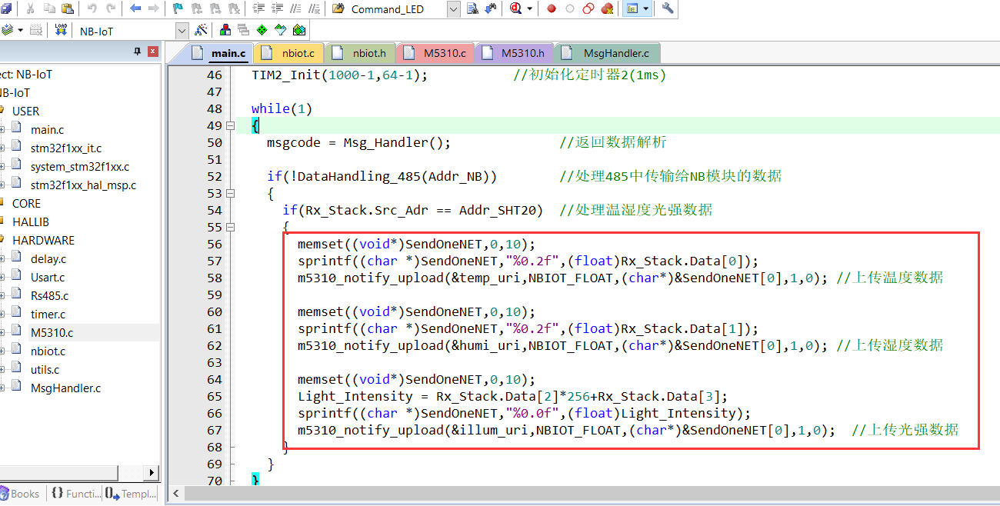 Command_LED
LOAD
NB-IoT
main.c nbiot.c nbiot.h M5310.c M5310.h MsgHandler.c
ect: NB-IoT
IB-IoT
USER
main.c
stm32f1xx_it.c
system_stm32f1xx.c
stm32f1xx_hal_msp.c
CORE
HALLIB
HARDWARE
delay.c
Usart.c
Rs485.c
timer.c
M5310.c
nbiot.c
utils.c
MsgHandler.c
Books {} Functi... Templ...
46 TIM2_Init(1000-1,64-1); //初始化定时器2(1ms)
47
48 while(1)
49 {
50 msgcode = Msg_Handler(); //返回数据解析
51
52 if(!DataHandling_485(Addr_NB)) //处理485中传输给NB模块的数据
53 {
54 if(Rx_Stack.Src_Adr == Addr_SHT20) //处理温湿度光强数据
55 {
56 memset((void*)SendOneNET,0,10);
57 sprintf((char *)SendOneNET,"%0.2f",(float)Rx_Stack.Data[0]);
58 m5310_notify_upload(&temp_uri,NBIOT_FLOAT,(char*)&SendOneNET[0],1,0); //上传温度数据
59
60 memset((void*)SendOneNET,0,10);
61 sprintf((char *)SendOneNET,"%0.2f",(float)Rx_Stack.Data[1]);
62 m5310_notify_upload(&humi_uri,NBIOT_FLOAT,(char*)&SendOneNET[0],1,0); //上传湿度数据
63
64 memset((void*)SendOneNET,0,10);
65 Light_Intensity = Rx_Stack.Data[2]*256+Rx_Stack.Data[3];
66 sprintf((char *)SendOneNET,"%0.0f",(float)Light_Intensity);
67 m5310_notify_upload(&illum_uri,NBIOT_FLOAT,(char*)&SendOneNET[0],1,0); //上传光强数据
68 }
69 }
70 }